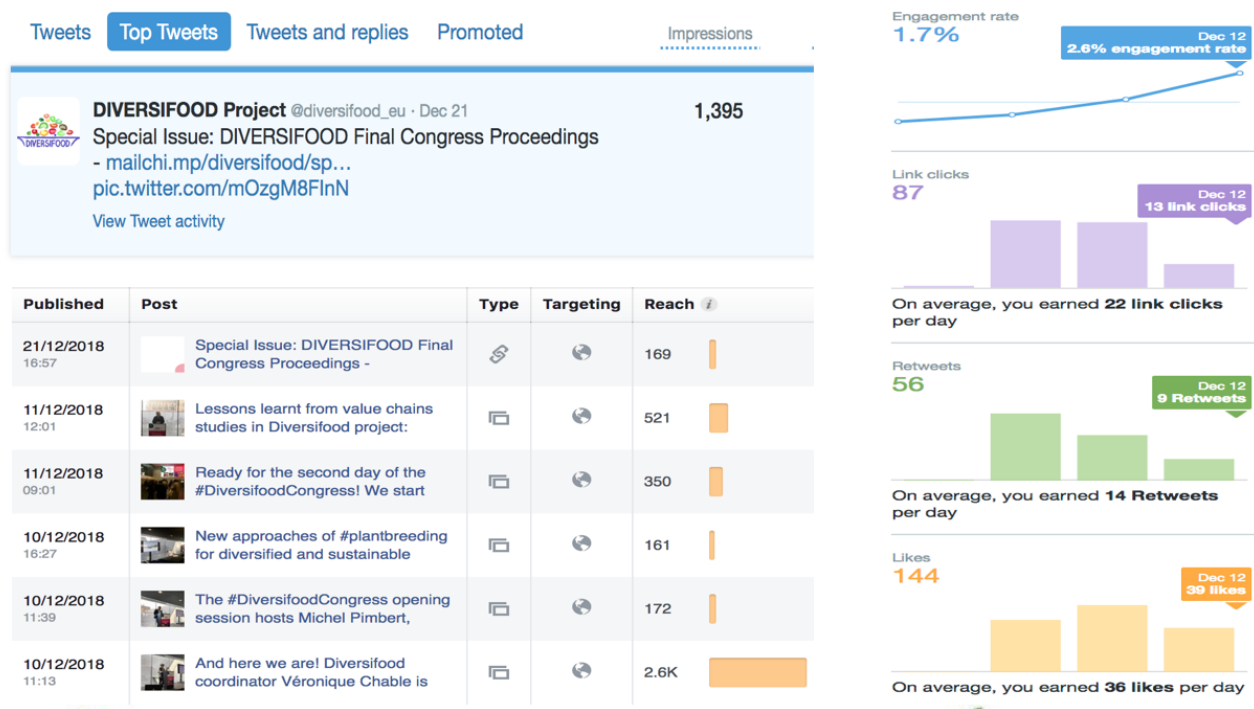 Tweets Top Tweets Tweets and replies Promoted Impressions
DIVERSIFOOD
DIVERSIFOOD Project @diversifood_eu · Dec 21 1,395
Special Issue: DIVERSIFOOD Final Congress Proceedings
- mailchi.mp/diversifood/sp…
pic.twitter.com/mOzgM8FInN
View Tweet activity
Published Post Type Targeting Reach i
21/12/2018
16:57
Special Issue: DIVERSIFOOD Final
Congress Proceedings -
169
11/12/2018
12:01
Lessons learnt from value chains
studies in Diversifood project:
521
11/12/2018
09:01
Ready for the second day of the
#DiversifoodCongress! We start
350
10/12/2018
16:27
New approaches of #plantbreeding
for diversified and sustainable
161
10/12/2018
11:39
The #DiversifoodCongress opening
session hosts Michel Pimbert,
172
10/12/2018
11:13
And here we are! Diversifood
coordinator Véronique Chable is
2.6K
Engagement rate
1.7%
Dec 12
2.6% engagement rate
Link clicks
87
Dec 12
13 link clicks
On average, you earned 22 link clicks
per day
Retweets
56
Dec 12
9 Retweets
On average, you earned 14 Retweets
per day
Likes
144
Dec 12
39 likes
On average, you earned 36 likes per day